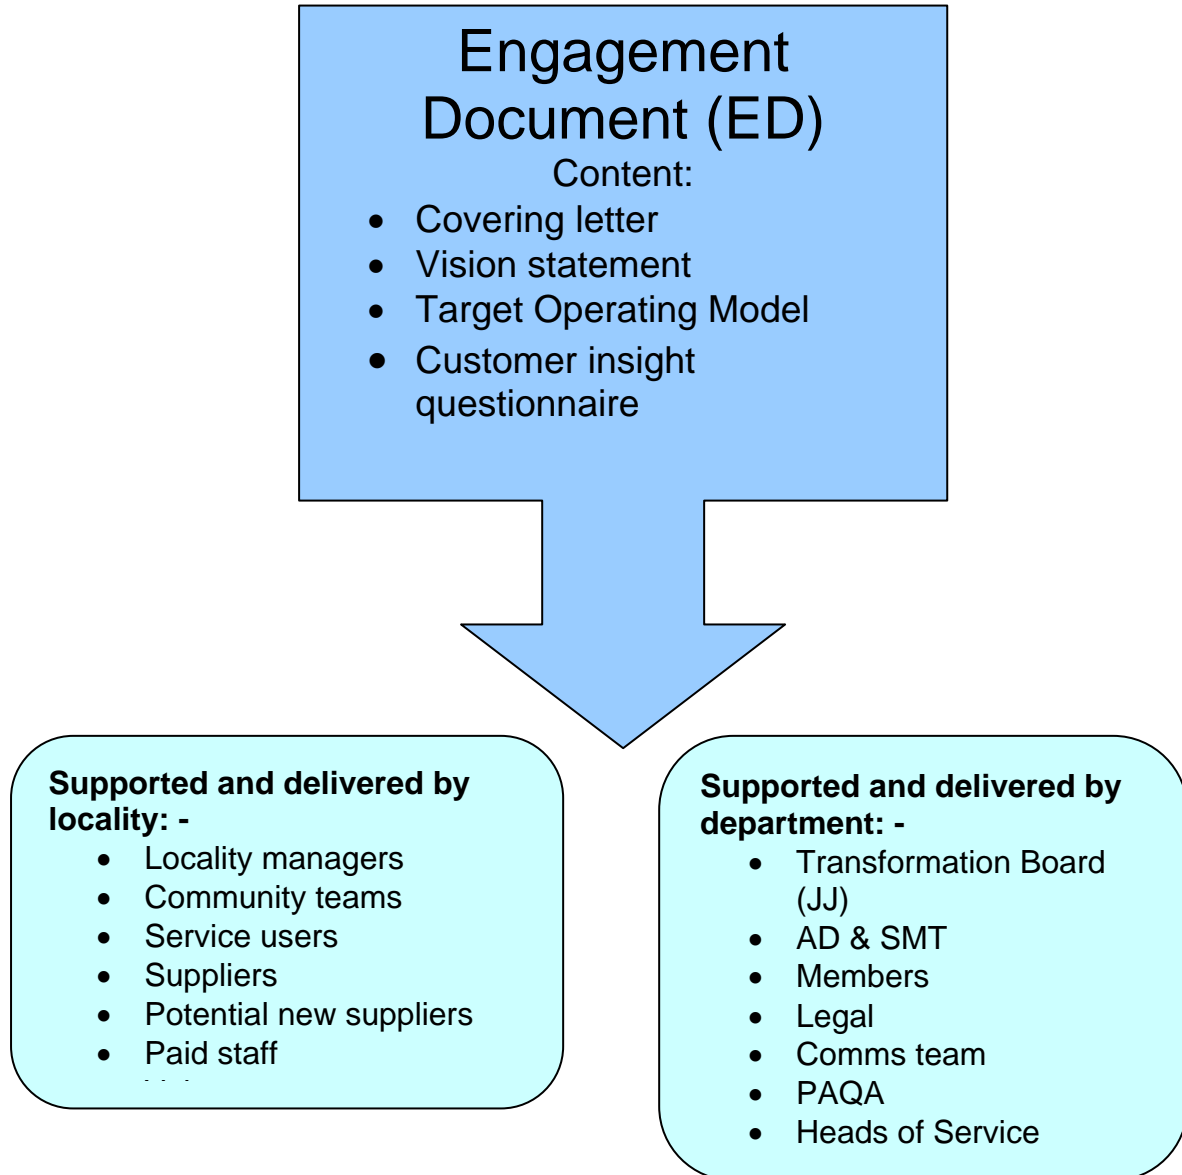 Engagement
Document (ED)
Content:
• Covering letter
• Vision statement
• Target Operating Model
• Customer insight
questionnaire
Supported and delivered by
locality: -
• Locality managers
• Community teams
• Service users
• Suppliers
• Potential new suppliers
• Paid staff
Supported and delivered by
department: -
• Transformation Board
(JJ)
• AD & SMT
• Members
• Legal
• Comms team
• PAQA
• Heads of Service